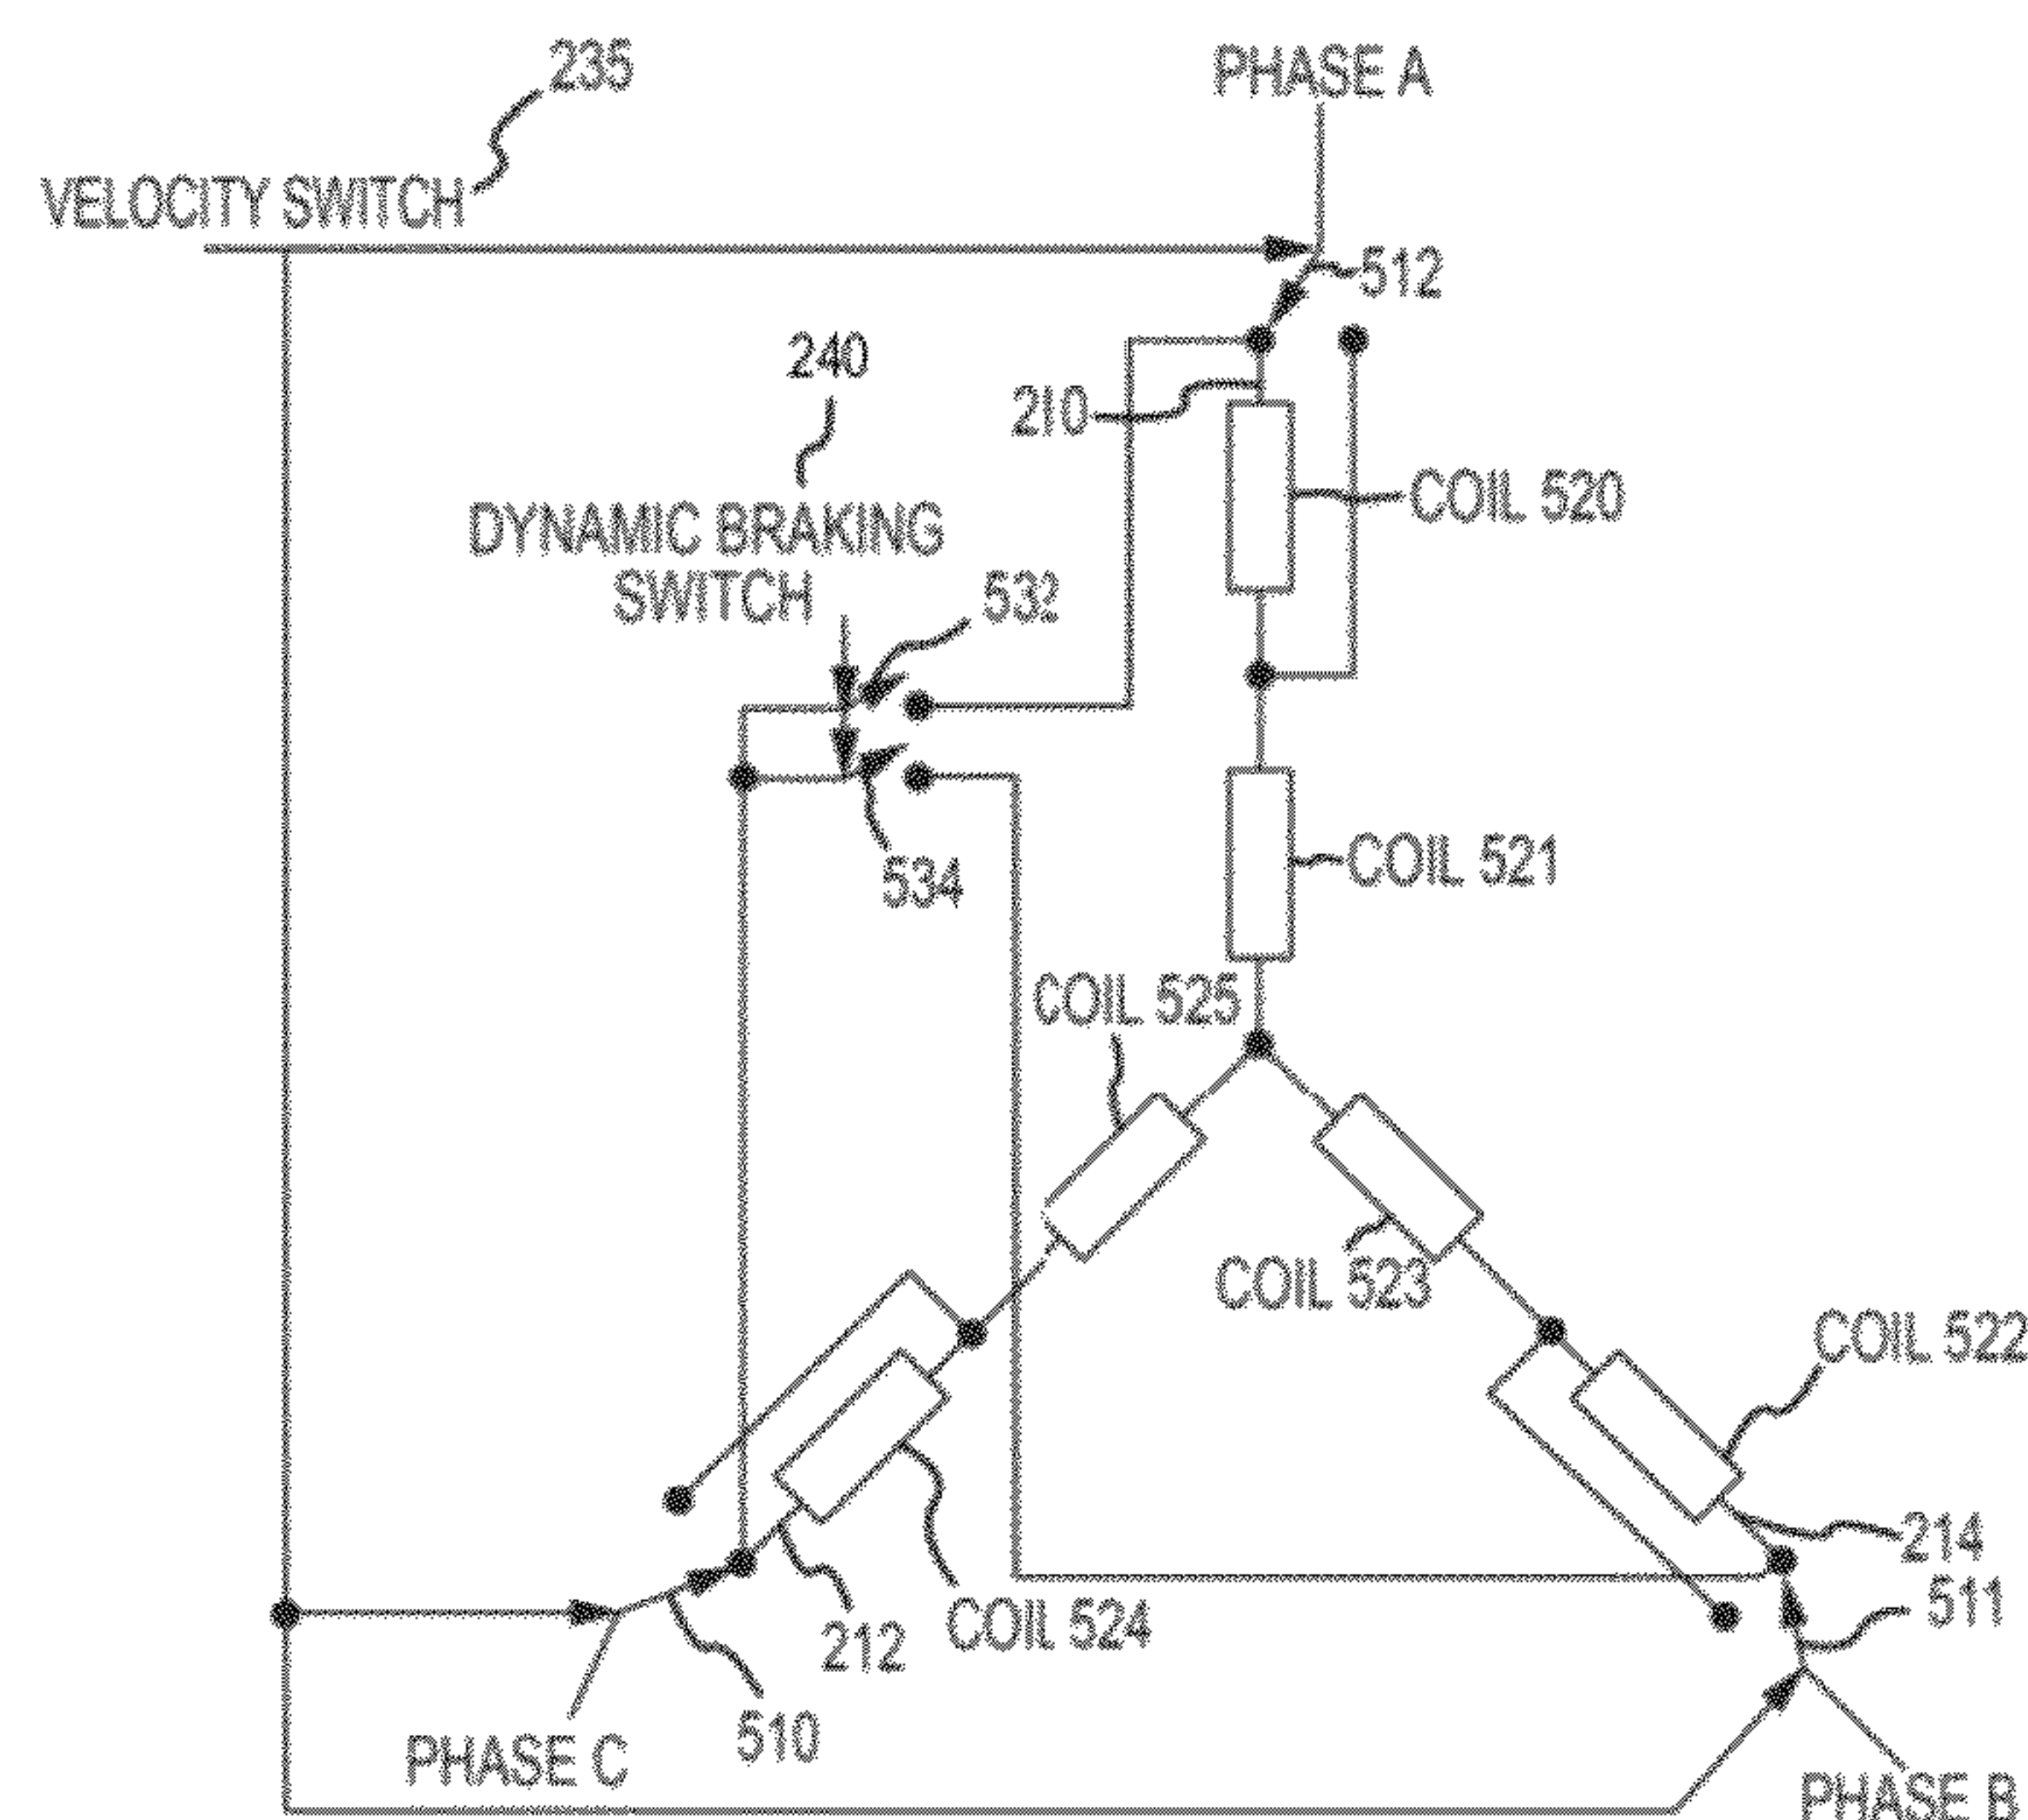 235
PHASE A
VELOCITY SWITCH
512
240
210
COIL 520
DYNAMIC BRAKING
SWITCH
532
COIL 521
534
COIL 525
COIL 523
COIL 522
214
511
212
COIL 524
510
PHASE C
PHASE B